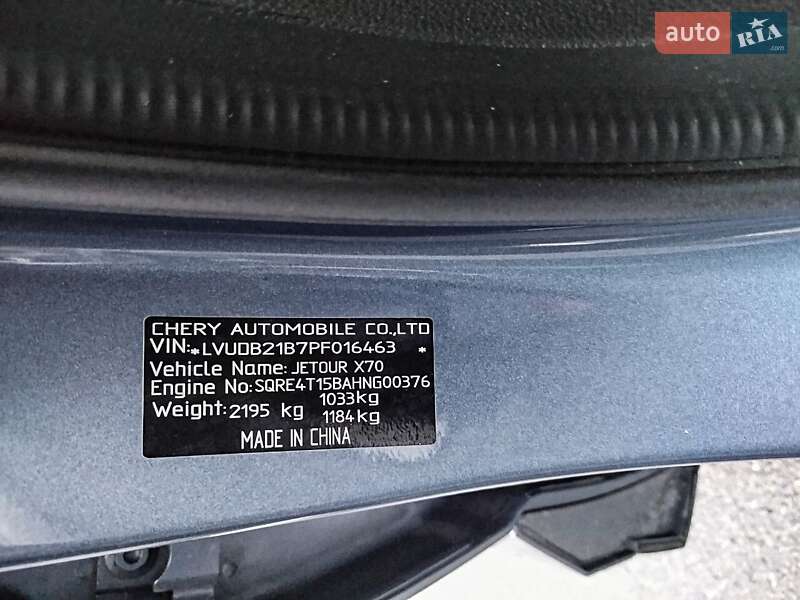 auto RIA
.com
CHERY AUTOMOBILE CO.,LTD
VIN:*LVUDB21B7PF016463 *
Vehicle Name: JETOUR X70
Engine No:SQRE4T15BAHNG00376
Weight:2195 kg 1033kg
1184kg
MADE IN CHINA